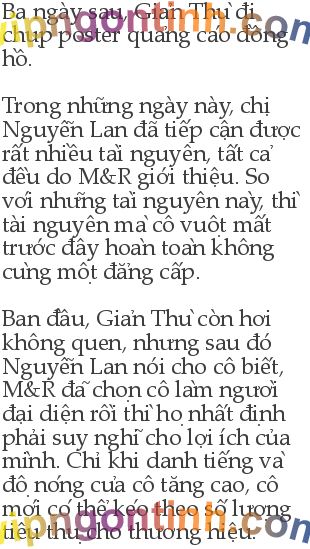 Ba ngày sau, Giản Thư đi
chụp poster quảng cáo đồng
hồ.
Trong những ngày này, chị
Nguyễn Lan đã tiếp cận được
rất nhiều tài nguyên, tất cả
đều do M&R giới thiệu. So
với những tài nguyên này, thì
tài nguyên mà cô vuột mất
trước đây hoàn toàn không
cùng một đẳng cấp.
Ban đầu, Giản Thư còn hơi
không quen, nhưng sau đó
Nguyễn Lan nói cho cô biết,
M&R đã chọn cô làm người
đại diện rồi thì họ nhất định
phải suy nghĩ cho lợi ích của
mình. Chỉ khi danh tiếng và
độ nóng của cô tăng cao, cô
mới có thể kéo theo số lượng
tiêu thụ cho thương hiệu.
vipngontinh.com
vipngontinh.com